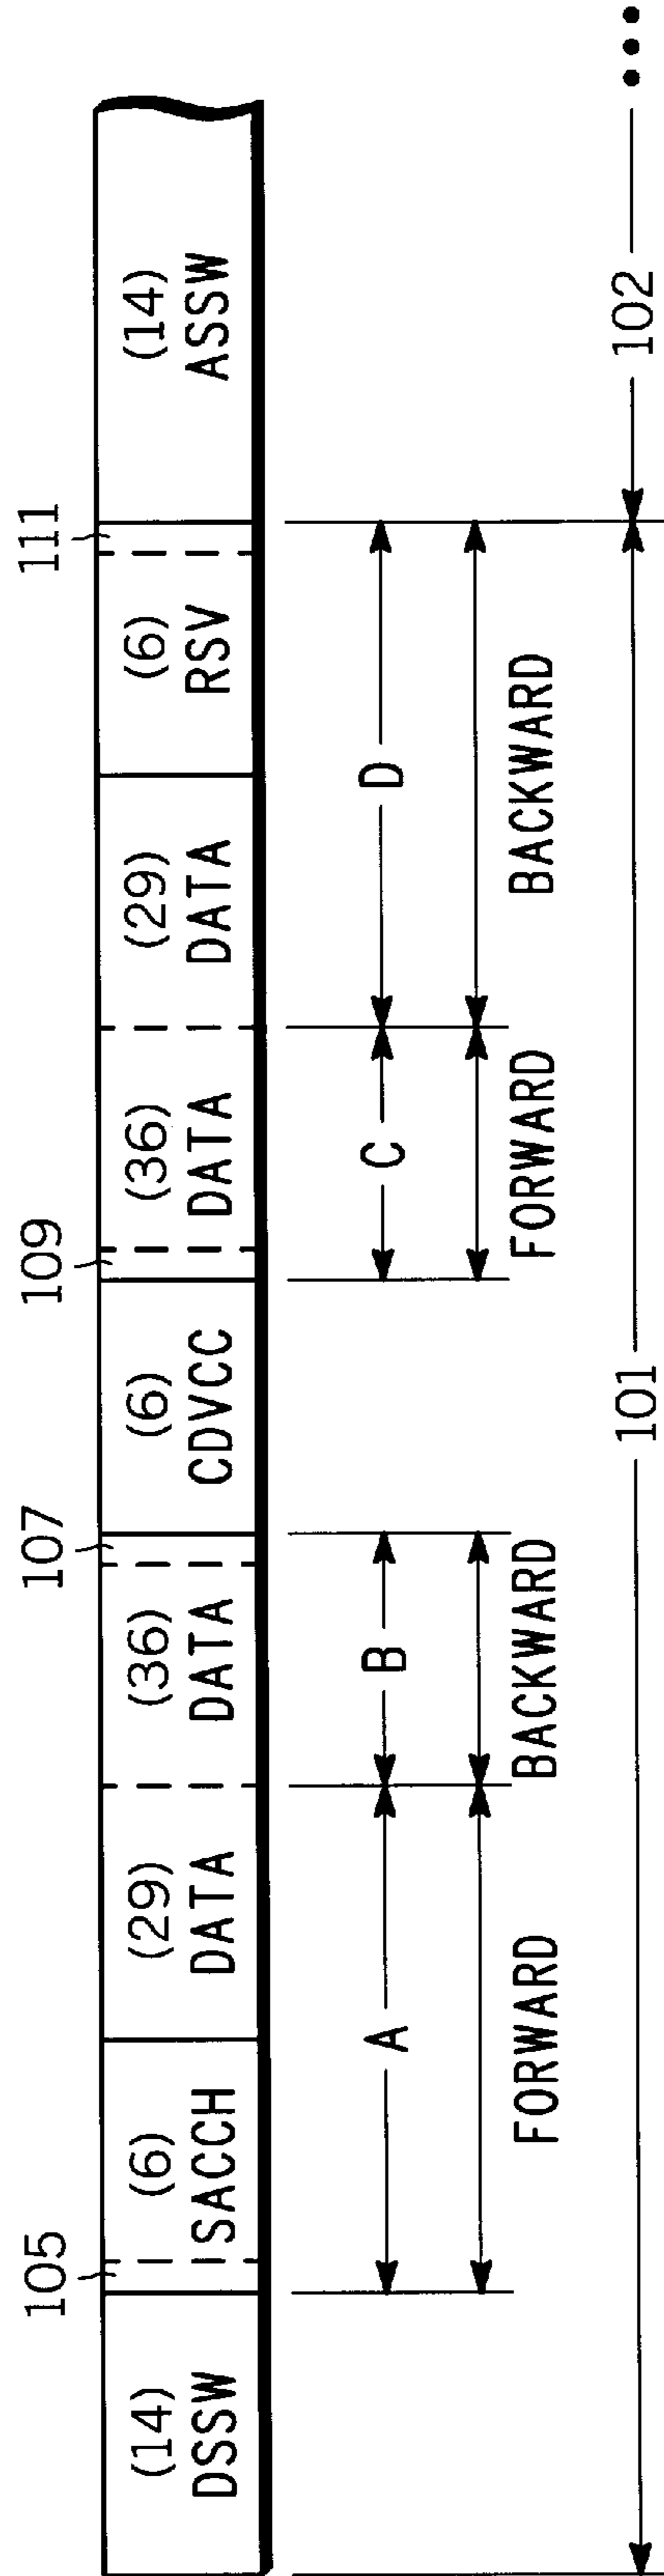 105
107
109
111
(14)
DSSW
(6)
SACCH
(29)
DATA
(36)
DATA
(6)
CDVCC
(36)
DATA
(29)
DATA
(6)
RSV
(14)
ASSW
A
B
C
D
FORWARD
BACKWARD
FORWARD
BACKWARD
101
102